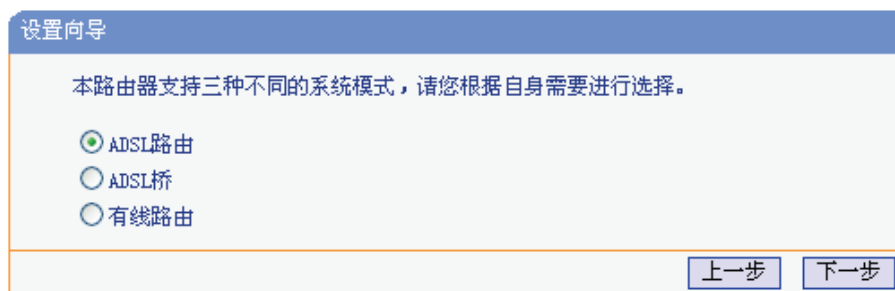 设置向导
本路由器支持三种不同的系统模式，请您根据自身需要进行选择。
ADSL路由
ADSL桥
有线路由
上一步 下一步